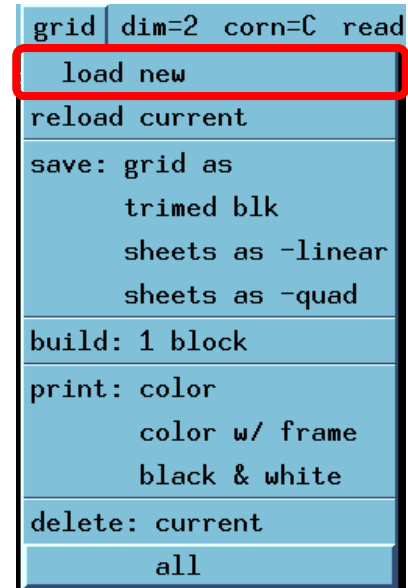 grid dim=2 corn=C read
load new
reload current
save: grid as
trimed blk
sheets as -linear
sheets as -quad
build: 1 block
print: color
color w/ frame
black & white
delete: current
all